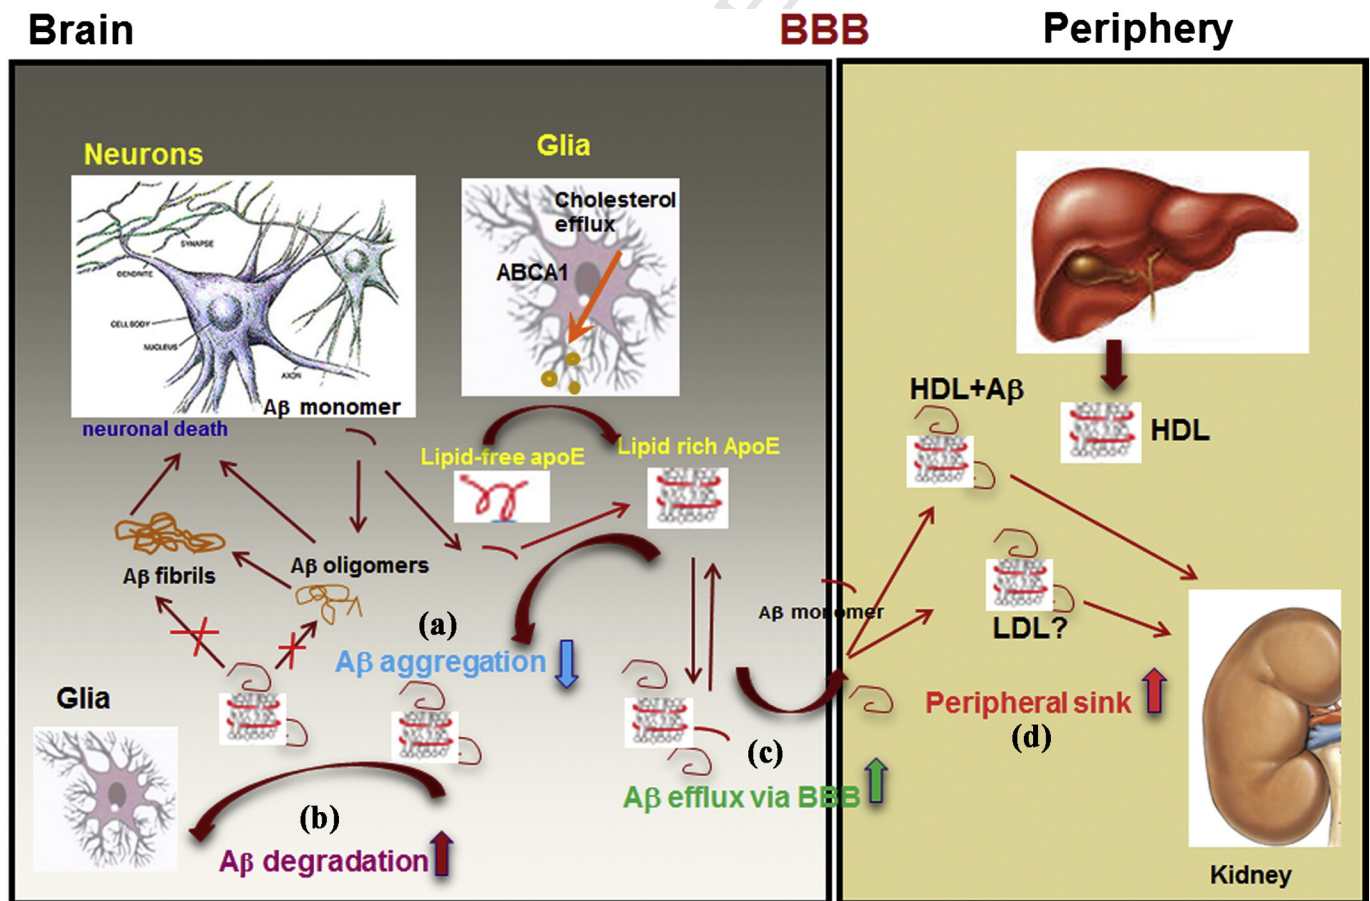 Brain
BBB
Periphery
Neurons
SYNAPSE
DENDRITE
CELL BODY
NUCLEUS
AXON
Aβ monomer
neuronal death
Glia
Cholesterol
efflux
ABCA1
Lipid-free apoE
Lipid rich ApoE
Aβ fibrils
Aβ oligomers
(a)
Aβ aggregation
Glia
(b)
Aβ degradation
Aβ monomer
(c)
Aβ efflux via BBB
HDL+Aβ
HDL
LDL?
Peripheral sink
(d)
Kidney